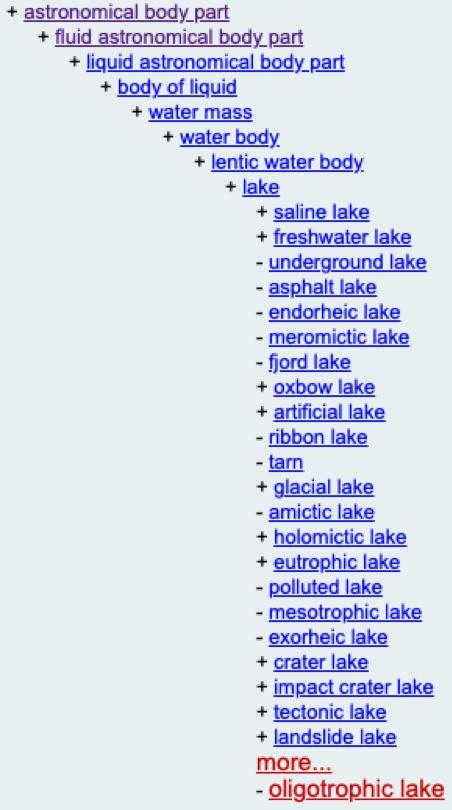 + astronomical body part
+ fluid astronomical body part
+ liquid astronomical body part
+ body of liquid
+ water mass
+ water body
+ lentic water body
+ lake
+ saline lake
+ freshwater lake
- underground lake
- asphalt lake
- endorheic lake
- meromictic lake
- fjord lake
+ oxbow lake
+ artificial lake
- ribbon lake
- tarn
+ glacial lake
- amictic lake
+ holomictic lake
+ eutrophic lake
- polluted lake
- mesotrophic lake
- exorheic lake
+ crater lake
+ impact crater lake
+ tectonic lake
+ landslide lake
more...
- oligotrophic lake